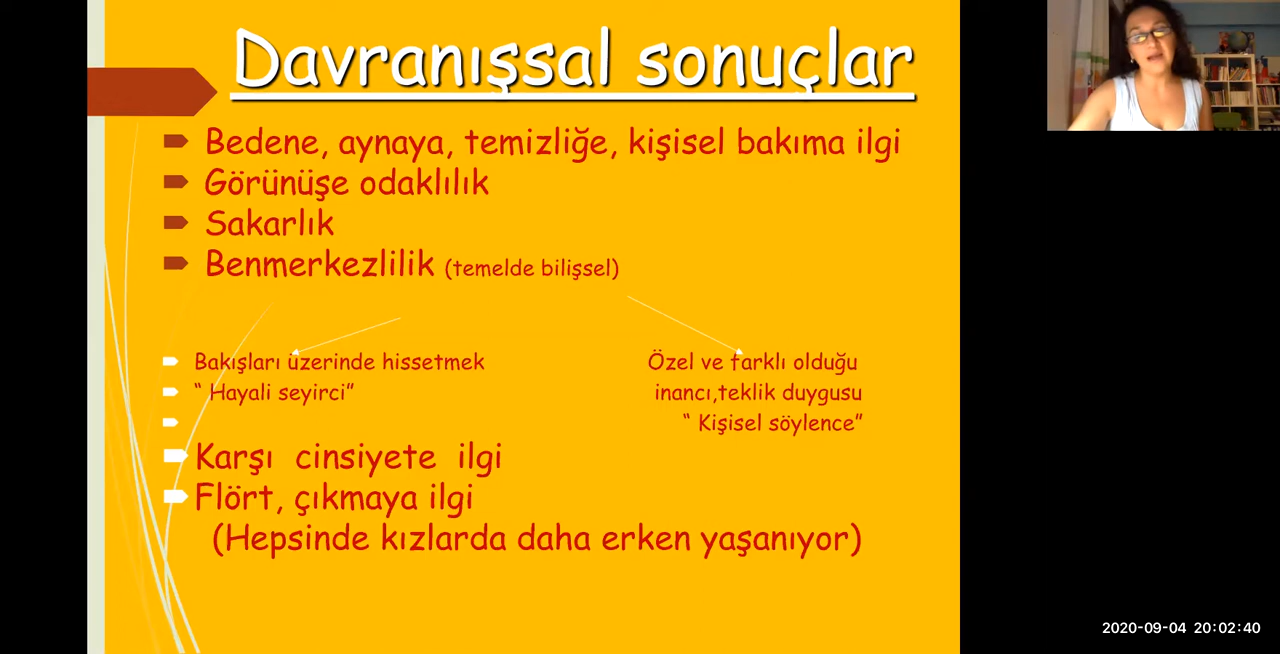 Davranışsal sonuçlar
Bedene, aynaya, temizliğe, kişisel bakıma ilgi
Görünüşe odaklılık
Sakarlık
Benmerkezlilik (temelde bilişsel)
Bakışları üzerinde hissetmek Özel ve farklı olduğu
“ Hayali seyirci” inancı,teklik duygusu
“ Kişisel söylence”
Karşı cinsiyete ilgi
Flört, çıkmaya ilgi
(Hepsinde kızlarda daha erken yaşanıyor)
2020-09-04 20:02:40